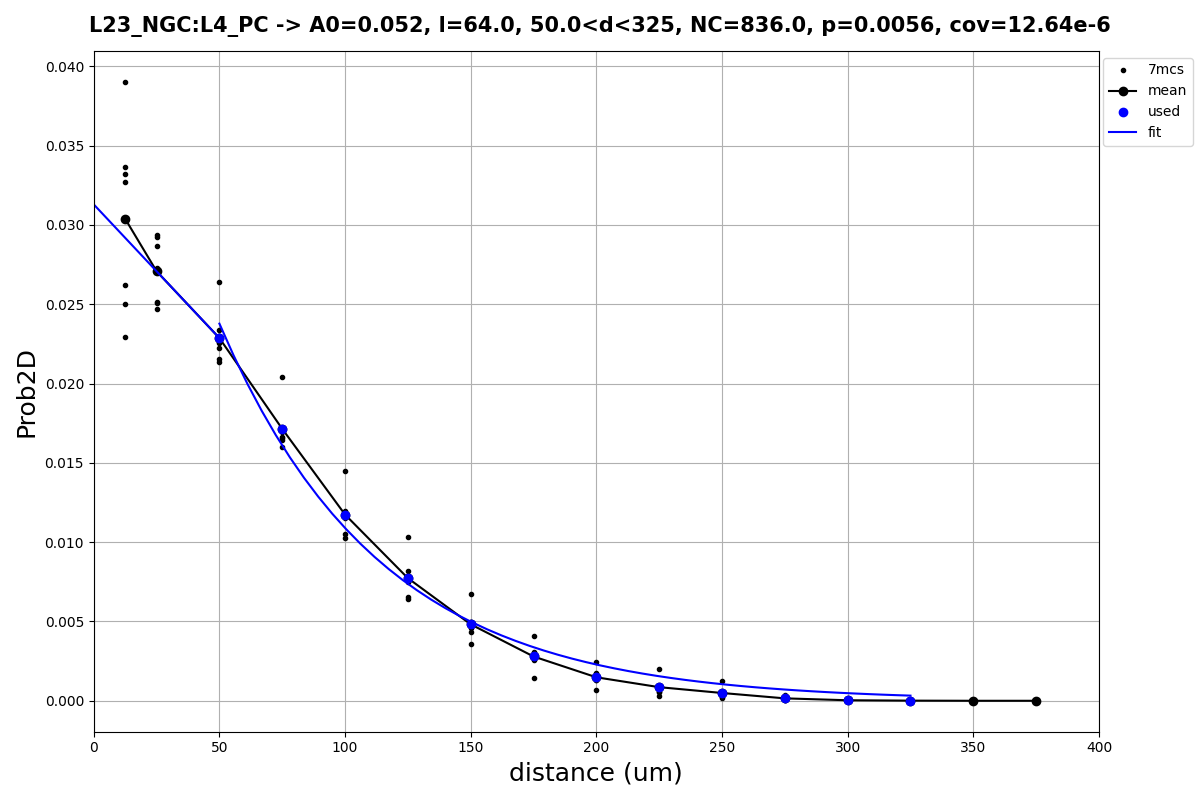 L23_NGC:L4_PC -> A0=0.052, l=64.0, 50.0<d<325, NC=836.0, p=0.0056, cov=12.64e-6
7mcs
mean
used
fit
0.040
0.035
0.030
0.025
0.020
0.015
0.010
0.005
0.000
Prob2D
0 50 100 150 200 250 300 350 400
distance (um)